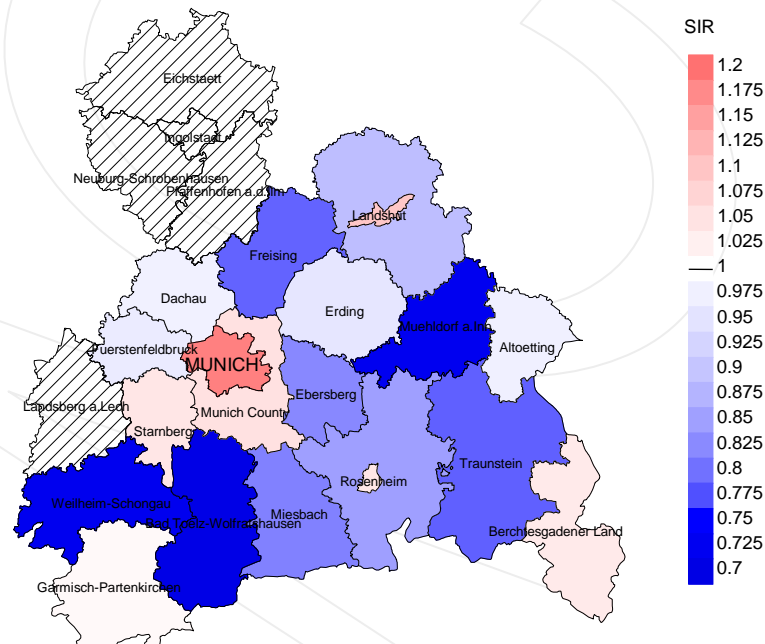 SIR
1.2
1.175
1.15
1.125
1.1
1.075
1.05
1.025
1
0.975
0.95
0.925
0.9
0.875
0.85
0.825
0.8
0.775
0.75
0.725
0.7
Eichstaett
Ingolstadt
Neuburg-Schrobenhausen
Pfaffenhofen a.d.Ilm
Landshut
Freising
Dachau
Erding
Muehldorf a.Inn
Fuerstenfeldbruck
Altoetting
MUNICH
Ebersberg
Landsberg a.Lech
Munich County
Starnberg
Traunstein
Rosenheim
Weilheim-Schongau
Miesbach
Bad Toelz-Wolfratshausen
Berchtesgadener Land
Garmisch-Partenkirchen